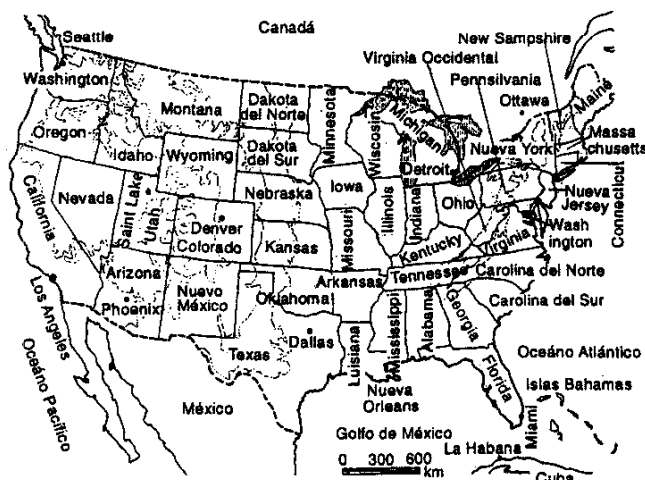 Seattle
Canadá
New Sampshire
Virginia Occidental
Pennsilvania
Washington
Ottawa
Maine
Montana
Dakota
del Norte
Minnesota
Wiscosin
Michiganu
Massa
chusetts
Oregon
Idaho
Wyoming
Dakota
del Sur
Detroit
Nueva York
Nueva
Jersey
Connecticut
California
Nevada
Saint Lake
Utah
Nebraska
Iowa
Illinois
Indiana
Ohio
Wash
ington
Denver
Colorado
Kansas
Missouri
Kentucky
Virginia
Arizona
Phoenix
Nuevo
México
Oklahoma
Arkansas
Tennessee
Carolina del Norte
Carolina del Sur
Los Angeles
Oceáno Pacífico
Texas
Dallas
Luisiana
Mississippi
Alabama
Georgia
Florida
Oceáno Atlántico
Islas Bahamas
México
Nueva
Orleans
Miami
Golfo de México
La Habana
0 300 600
km
Cuba